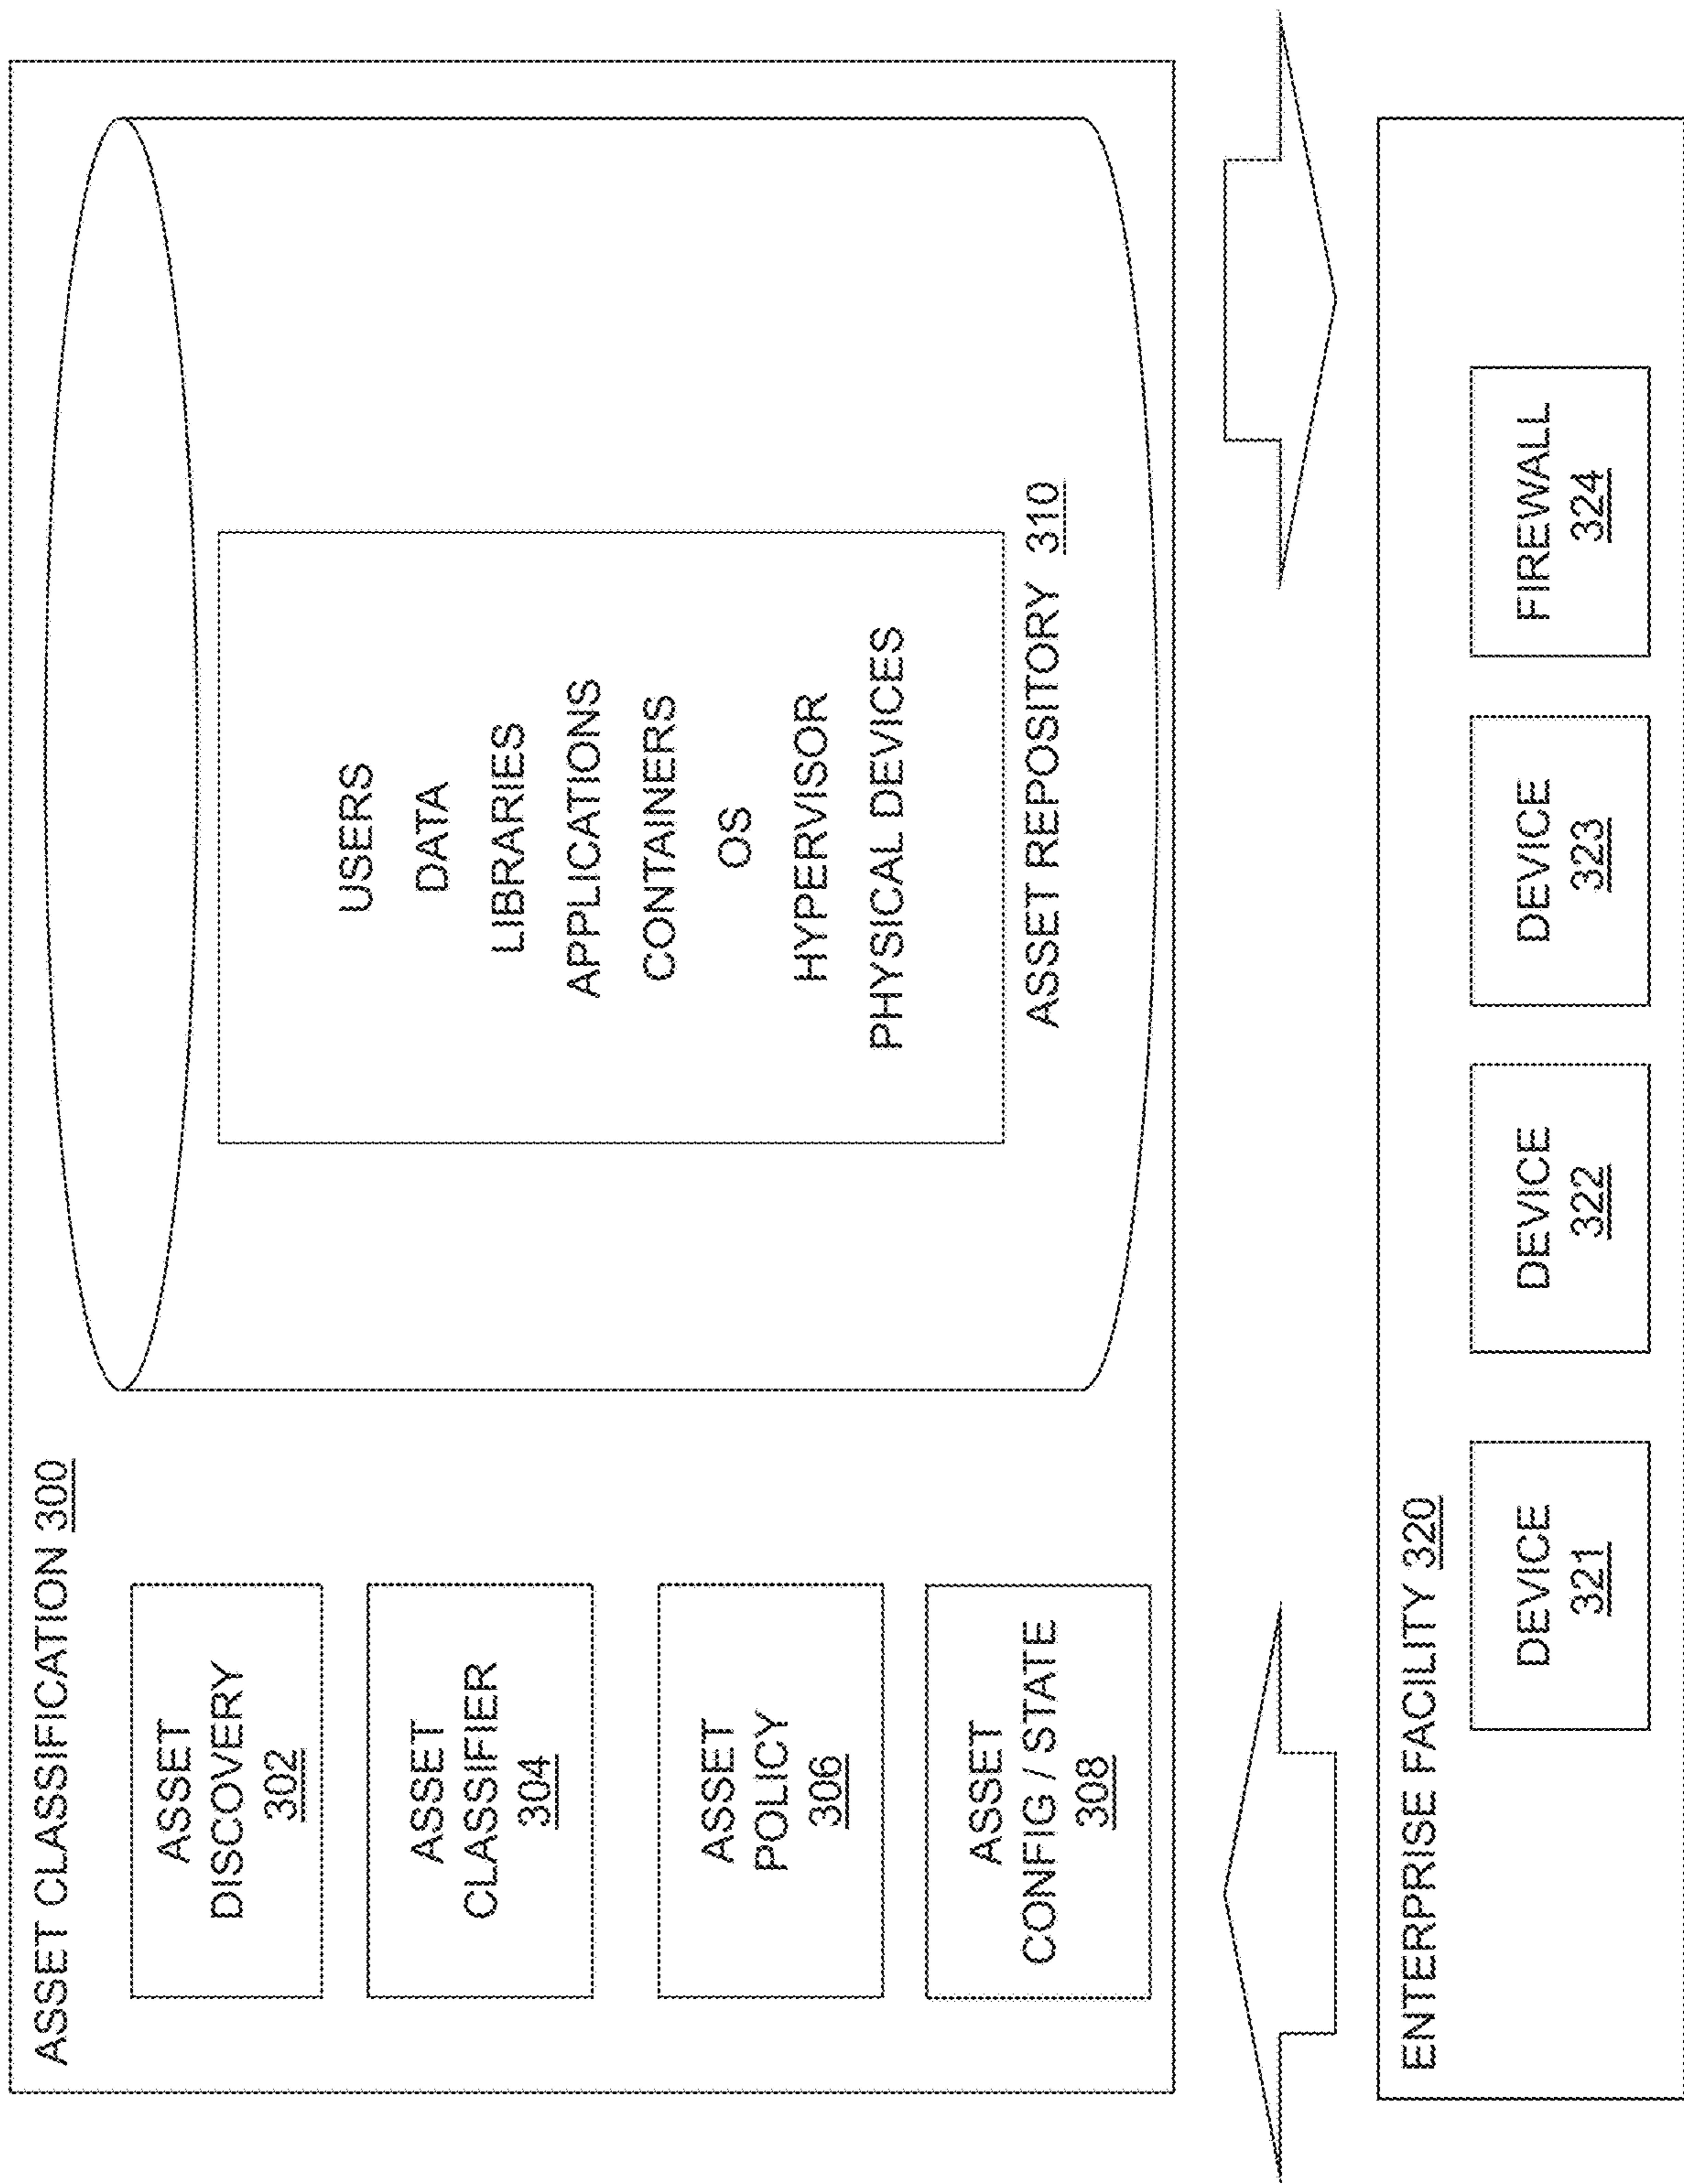 ASSET CLASSIFICATION 300
ASSET
DISCOVERY
302
ASSET
CLASSIFIER
304
ASSET
POLICY
306
ASSET
CONFIG / STATE
308
USERS
DATA
LIBRARIES
APPLICATIONS
CONTAINERS
OS
HYPERVISOR
PHYSICAL DEVICES
ASSET REPOSITORY 310
ENTERPRISE FACILITY 320
DEVICE
321
DEVICE
322
DEVICE
323
FIREWALL
324